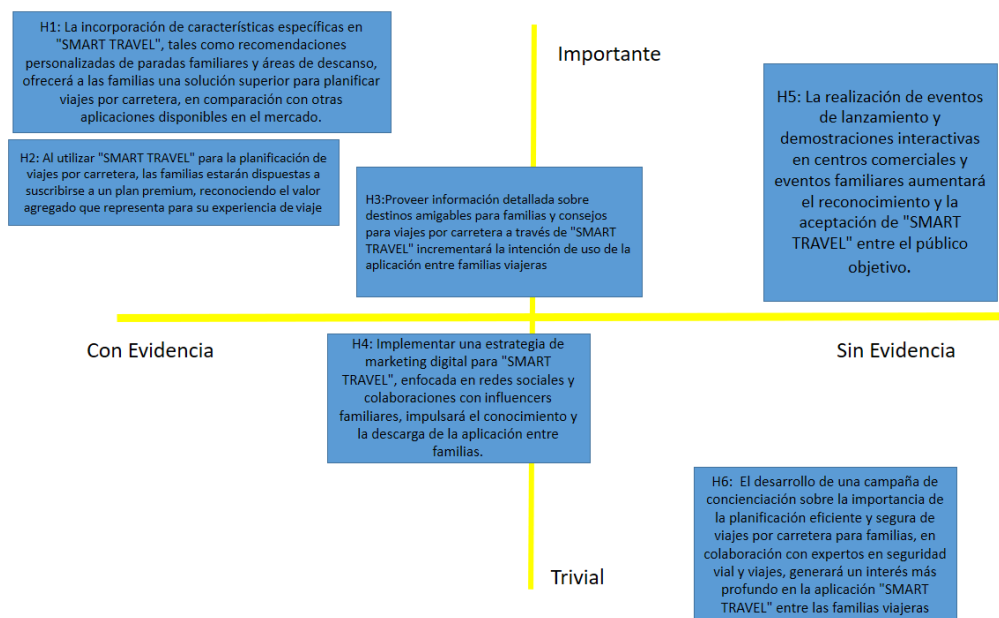 H1: La incorporación de características específicas en
"SMART TRAVEL", tales como recomendaciones
personalizadas de paradas familiares y áreas de descanso,
ofrecerá a las familias una solución superior para planificar
viajes por carretera, en comparación con otras
aplicaciones disponibles en el mercado.
Importante
H2: Al utilizar "SMART TRAVEL" para la planificación de
viajes por carretera, las familias estarán dispuestas a
suscribirse a un plan premium, reconociendo el valor
agregado que representa para su experiencia de viaje
H5: La realización de eventos
de lanzamiento y
demostraciones interactivas
en centros comerciales y
eventos familiares aumentará
el reconocimiento y la
aceptación de "SMART
TRAVEL" entre el público
objetivo.
H3:Proveer información detallada sobre
destinos amigables para familias y consejos
para viajes por carretera a través de "SMART
TRAVEL" incrementará la intención de uso de la
aplicación entre familias viajeras
Con Evidencia
Sin Evidencia
H4: Implementar una estrategia de
marketing digital para "SMART
TRAVEL", enfocada en redes sociales y
colaboraciones con influencers
familiares, impulsará el conocimiento y
la descarga de la aplicación entre
familias.
H6: El desarrollo de una campaña de
concienciación sobre la importancia de
la planificación eficiente y segura de
viajes por carretera para familias, en
colaboración con expertos en seguridad
vial y viajes, generará un interés más
profundo en la aplicación "SMART
TRAVEL" entre las familias viajeras
Trivial